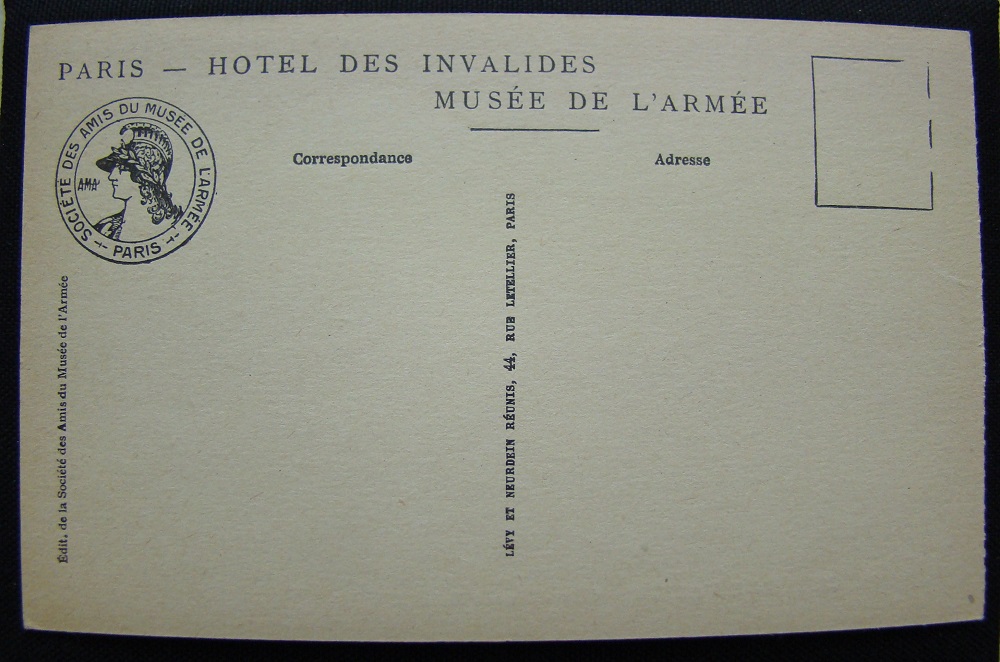 PARIS — HOTEL DES INVALIDES
MUSÉE DE L'ARMÉE
SOCIÉTÉ DES AMIS DU MUSÉE DE L'ARMÉE
PARIS
AMA
Correspondance
Adresse
Édit. de la Société des Amis du Musée de l'Armée
LÉVY ET NEURDEIN RÉUNIS, 44, RUE LETELLIER, PARIS